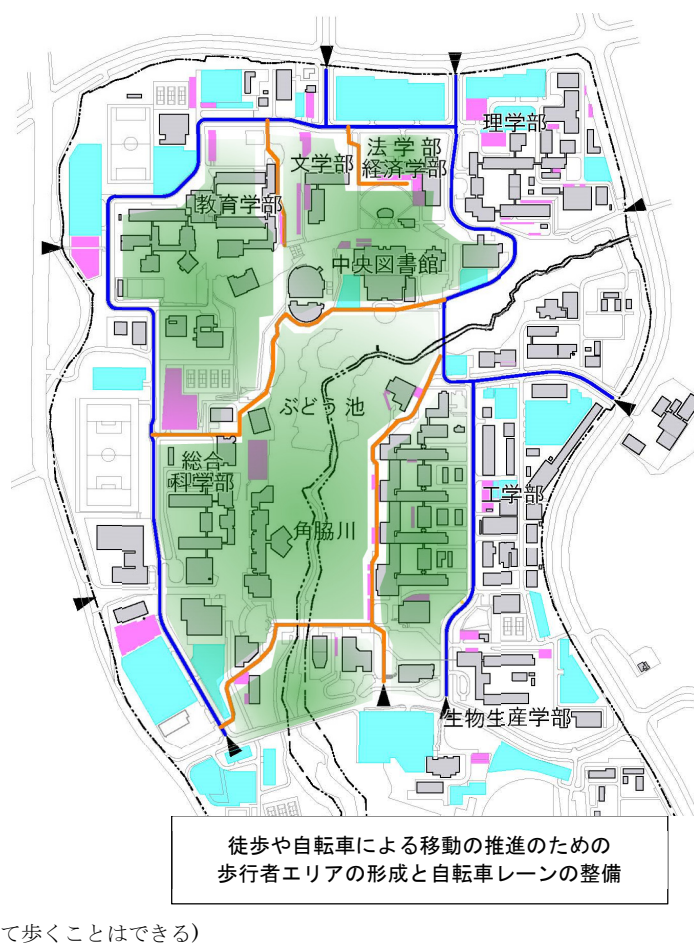 理学部
法 学 部
経済学部
文学部
教育学部
中央図書館
ぶどう池
総合
科学部
工学部
角脇川
生物生産学部
徒歩や自転車による移動の推進のための
歩行者エリアの形成と自転車レーンの整備
て歩くことはできる)